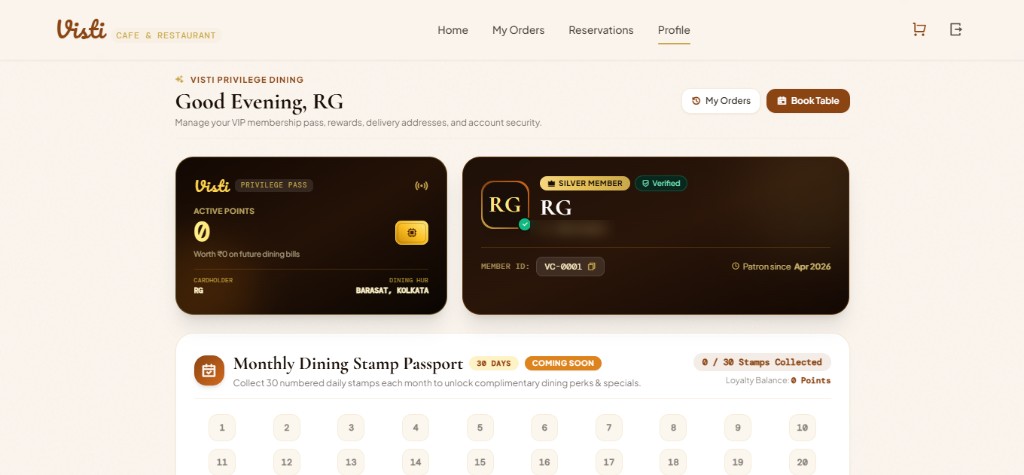 Visti CAFE & RESTAURANT
Home My Orders Reservations Profile
VISTI PRIVILEGE DINING
Good Evening, RG
Manage your VIP membership pass, rewards, delivery addresses, and account security.
My Orders
Book Table
Visti PRIVILEGE PASS
ACTIVE POINTS
0
Worth ₹0 on future dining bills
CARDHOLDER
RG
DINING HUB
BARASAT, KOLKATA
RG
SILVER MEMBER
Verified
RG
MEMBER ID: VC-0001
Patron since Apr 2026
Monthly Dining Stamp Passport 30 DAYS COMING SOON
Collect 30 numbered daily stamps each month to unlock complimentary dining perks & specials.
0 / 30 Stamps Collected
Loyalty Balance: 0 Points
1 2 3 4 5 6 7 8 9 10
11 12 13 14 15 16 17 18 19 20